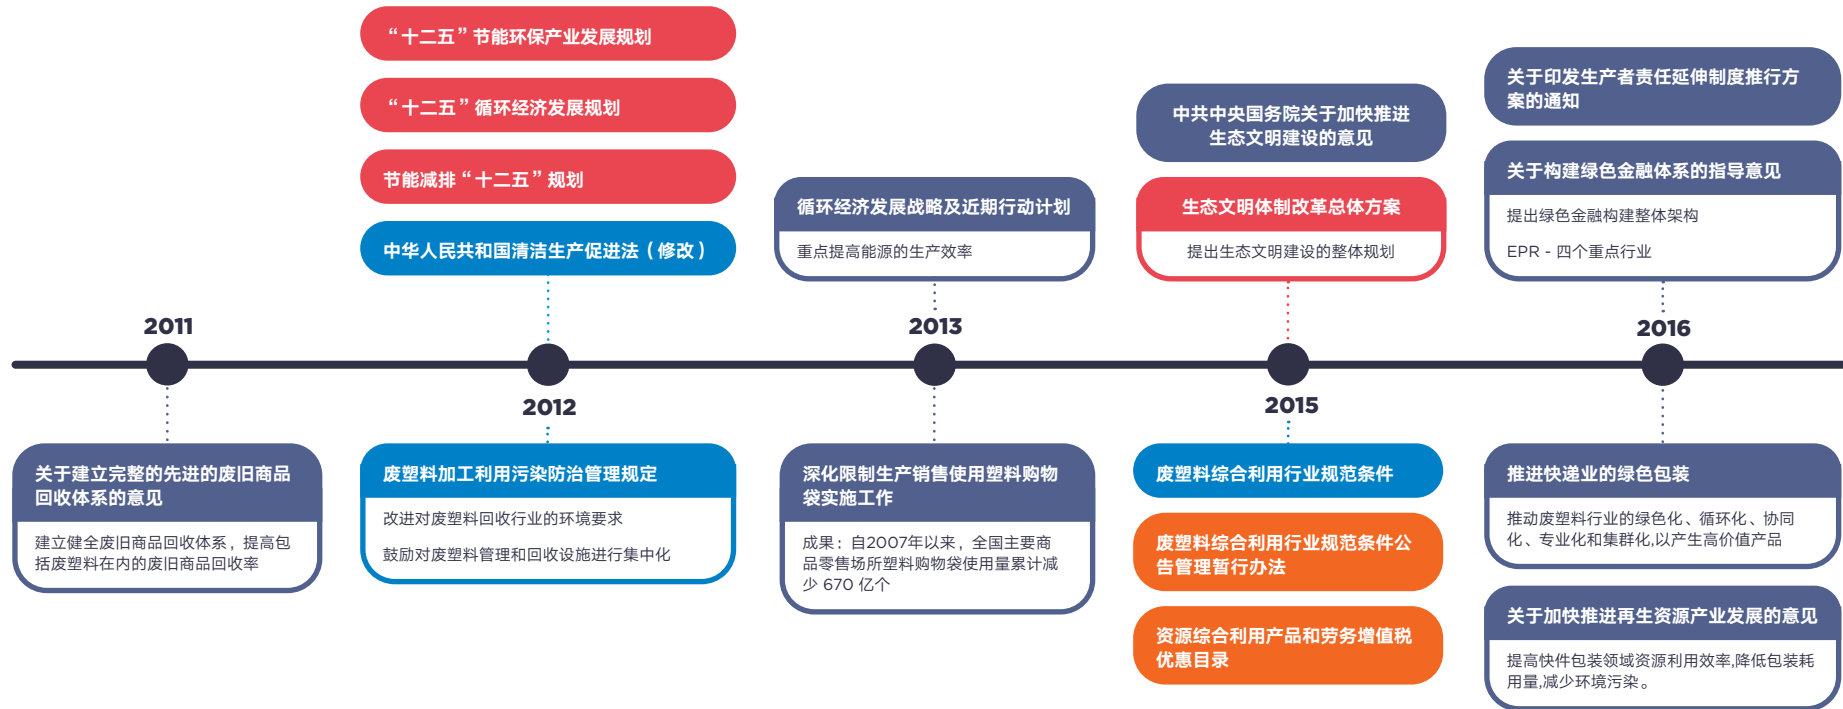 “十二五”节能环保产业发展规划
“十二五”循环经济发展规划
节能减排“十二五”规划
中华人民共和国清洁生产促进法（修改）
循环经济发展战略及近期行动计划
重点提高能源的生产效率
中共中央国务院关于加快推进
生态文明建设的意见
生态文明体制改革总体方案
提出生态文明建设的整体规划
关于印发生产者责任延伸制度推行方
案的通知
关于构建绿色金融体系的指导意见
提出绿色金融构建整体架构
EPR - 四个重点行业
2011
2012
2013
2015
2016
关于建立完整的先进的废旧商品
回收体系的意见
建立健全废旧商品回收体系，提高包
括废塑料在内的废旧商品回收率
废塑料加工利用污染防治管理规定
改进对废塑料回收行业的环境要求
鼓励对废塑料管理和回收设施进行集中化
深化限制生产销售使用塑料购物
袋实施工作
成果：自2007年以来，全国主要商
品零售场所塑料购物袋使用量累计减
少 670 亿个
废塑料综合利用行业规范条件
废塑料综合利用行业规范条件公
告管理暂行办法
资源综合利用产品和劳务增值税
优惠目录
推进快递业的绿色包装
推动废塑料行业的绿色化、循环化、协同
化、专业化和集群化,以产生高价值产品
关于加快推进再生资源产业发展的意见
提高快件包装领域资源利用效率,降低包装耗
用量,减少环境污染。